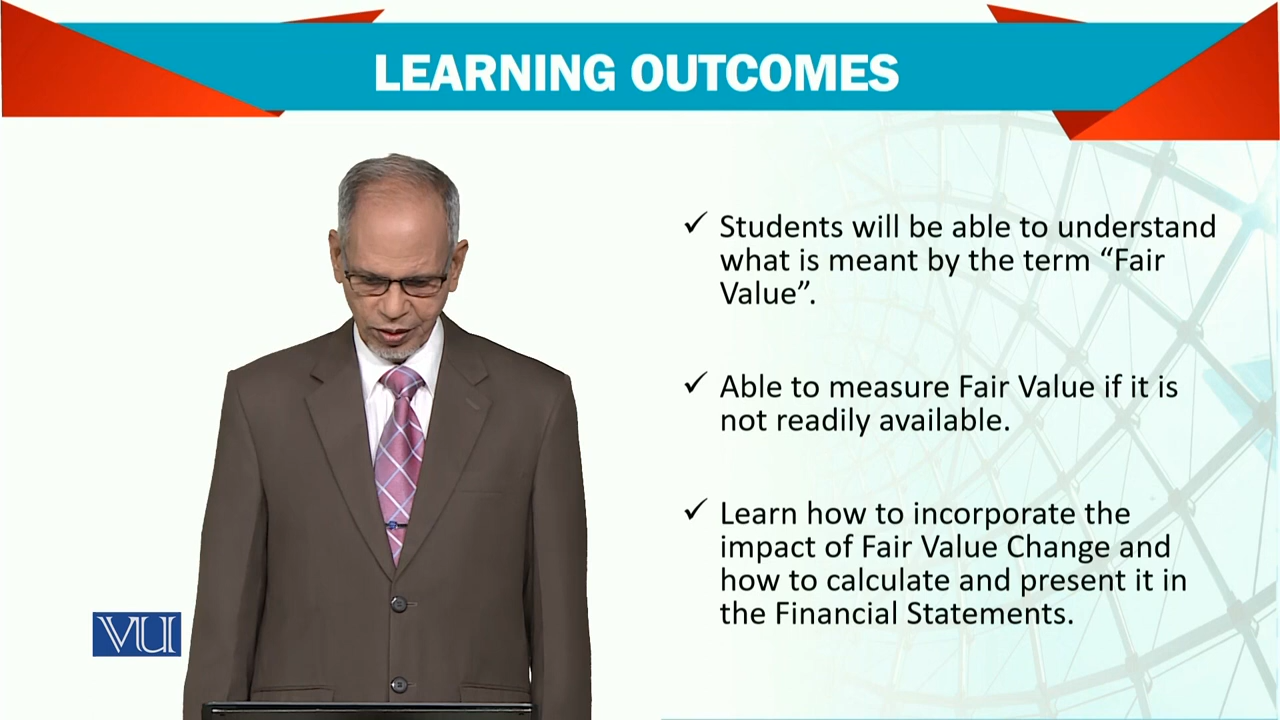 LEARNING OUTCOMES
✓ Students will be able to understand
what is meant by the term “Fair
Value”.
✓ Able to measure Fair Value if it is
not readily available.
✓ Learn how to incorporate the
impact of Fair Value Change and
how to calculate and present it in
the Financial Statements.
VU